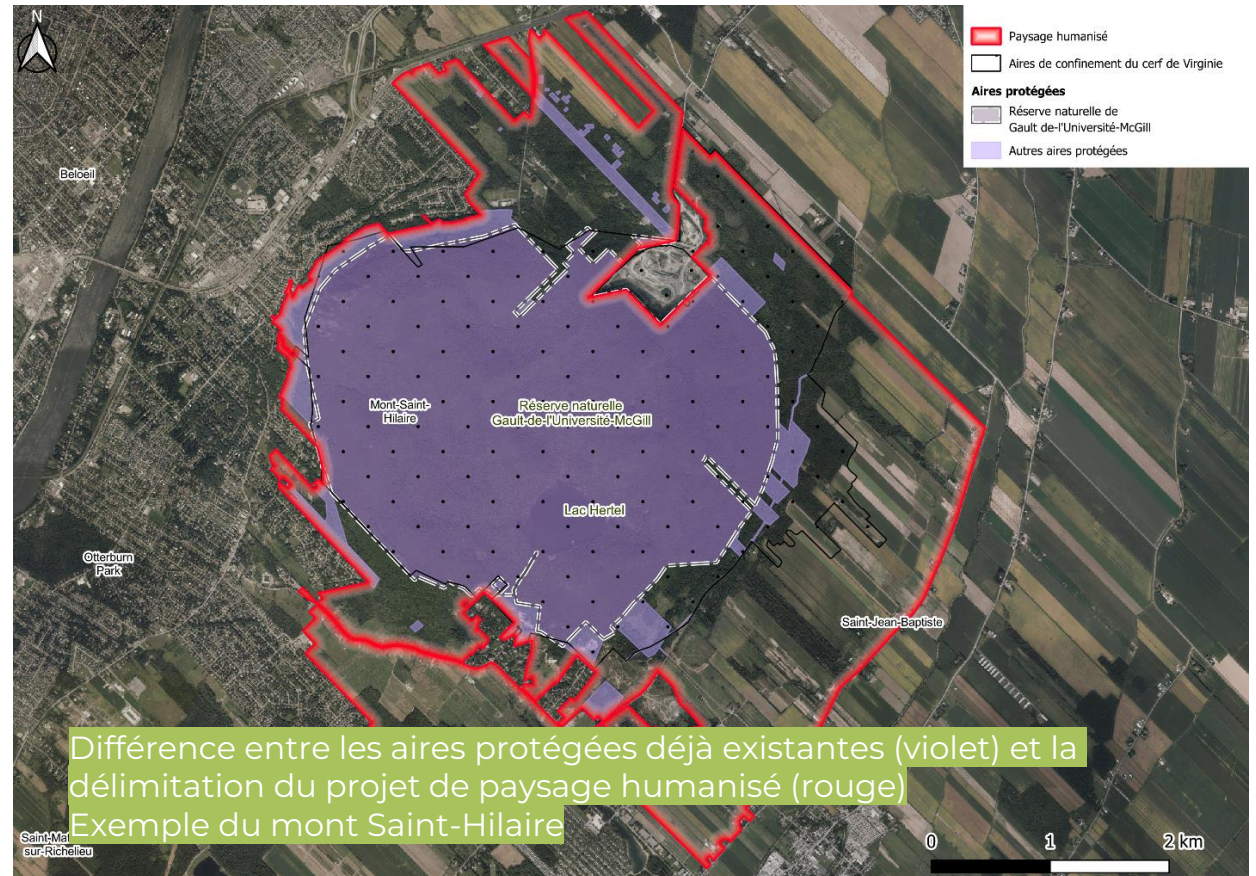 N
Paysage humanisé
Aires de confinement du cerf de Virginie
Aires protégées
Réserve naturelle de
Gault de-l'Université-McGill
Autres aires protégées
Beloeil
Mont-Saint-
Hilaire
Réserve naturelle
Gault-de-l'Université-McGill
Lac Hertel
Otterburn
Park
Saint-Jean-Baptiste
Différence entre les aires protégées déjà existantes (violet) et la
délimitation du projet de paysage humanisé (rouge)
Exemple du mont Saint-Hilaire
Saint-Mat
sur-Richelieu
0 1 2 km